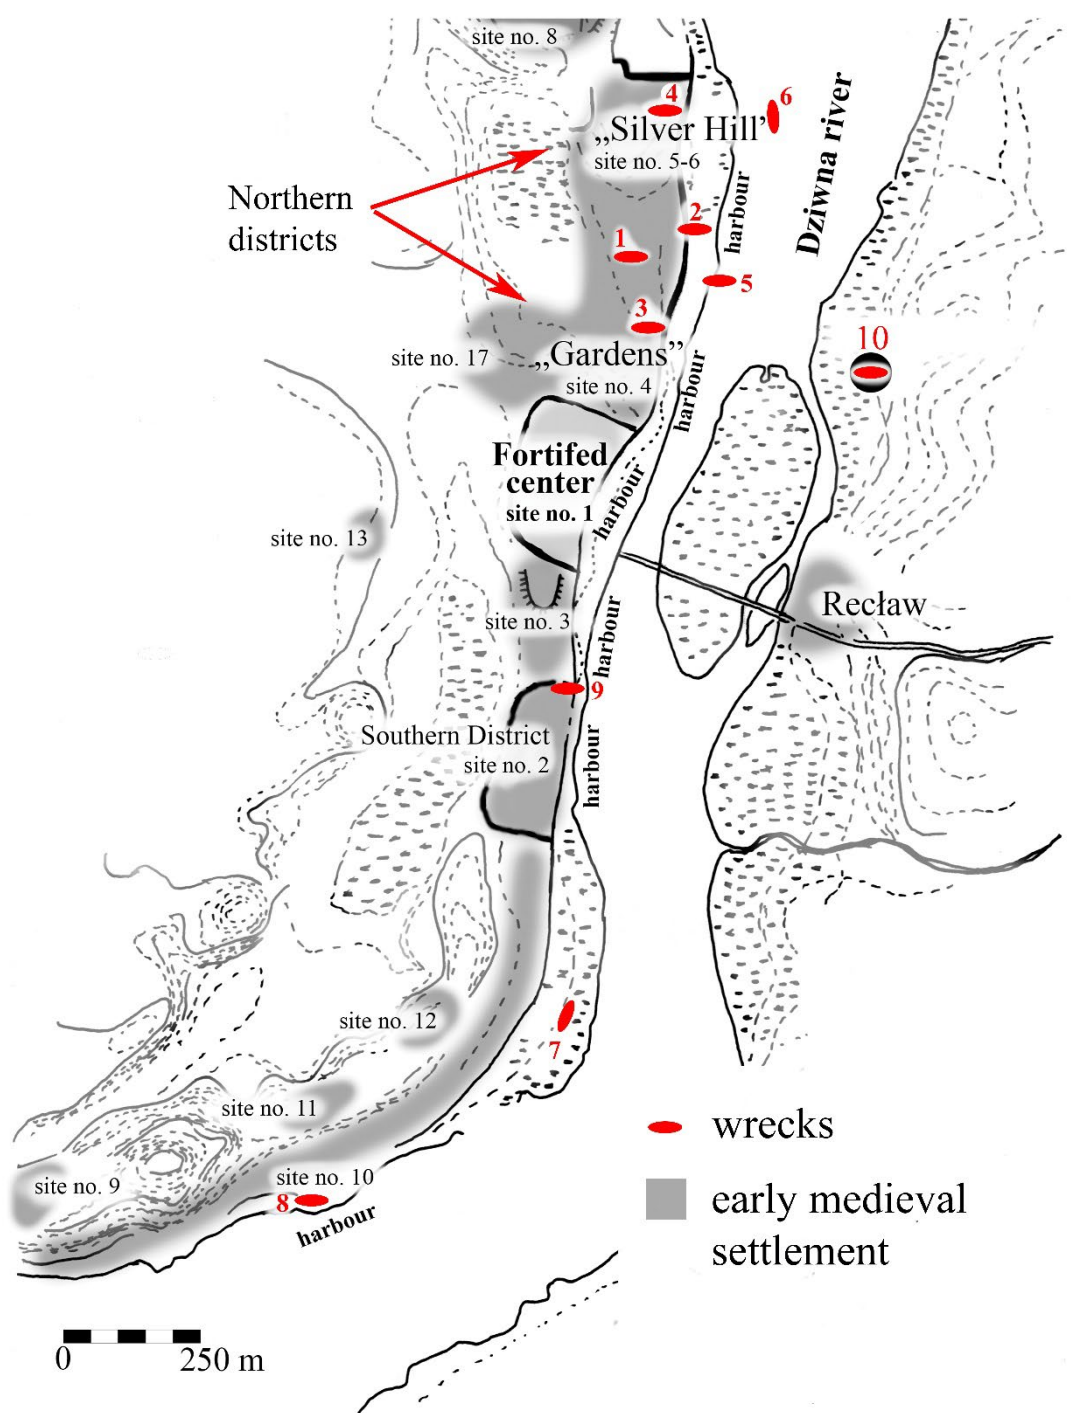 site no. 8
4
6
„Silver Hill’
site no. 5-6
Dziwna river
Northern
districts
harbour
2
1
5
3
10
site no. 17
„Gardens”
site no. 4
harbour
Fortifed
center
site no. 1
harbour
site no. 13
Recław
site no. 3
harbour
9
Southern District
site no. 2
harbour
site no. 12
7
site no. 11
wrecks
site no. 10
site no. 9
8
harbour
early medieval
settlement
0
250 m